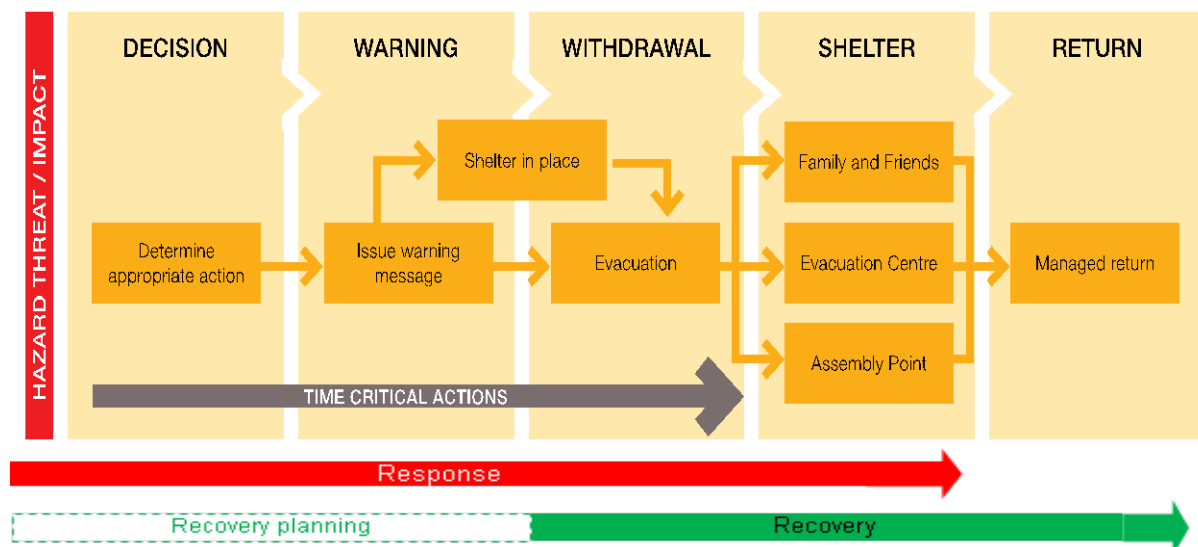 HAZARD THREAT / IMPACT
DECISION
WARNING
WITHDRAWAL
SHELTER
RETURN
Shelter in place
Family and Friends
Determine
appropriate action
Issue warning
message
Evacuation
Evacuation Centre
Managed return
Assembly Point
TIME CRITICAL ACTIONS
Response
Recovery planning
Recovery